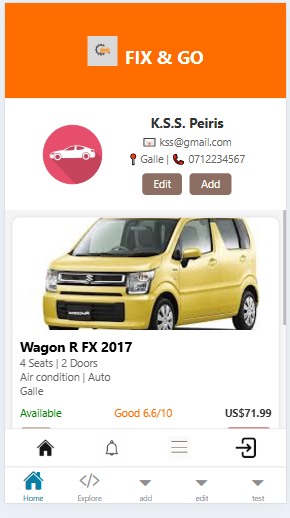 FIX & GO
K.S.S. Peiris
kss@gmail.com
Galle | 0712234567
Edit Add
Wagon R FX 2017
4 Seats | 2 Doors
Air condition | Auto
Galle
Available Good 6.6/10 US$71.99
Home Explore add edit test